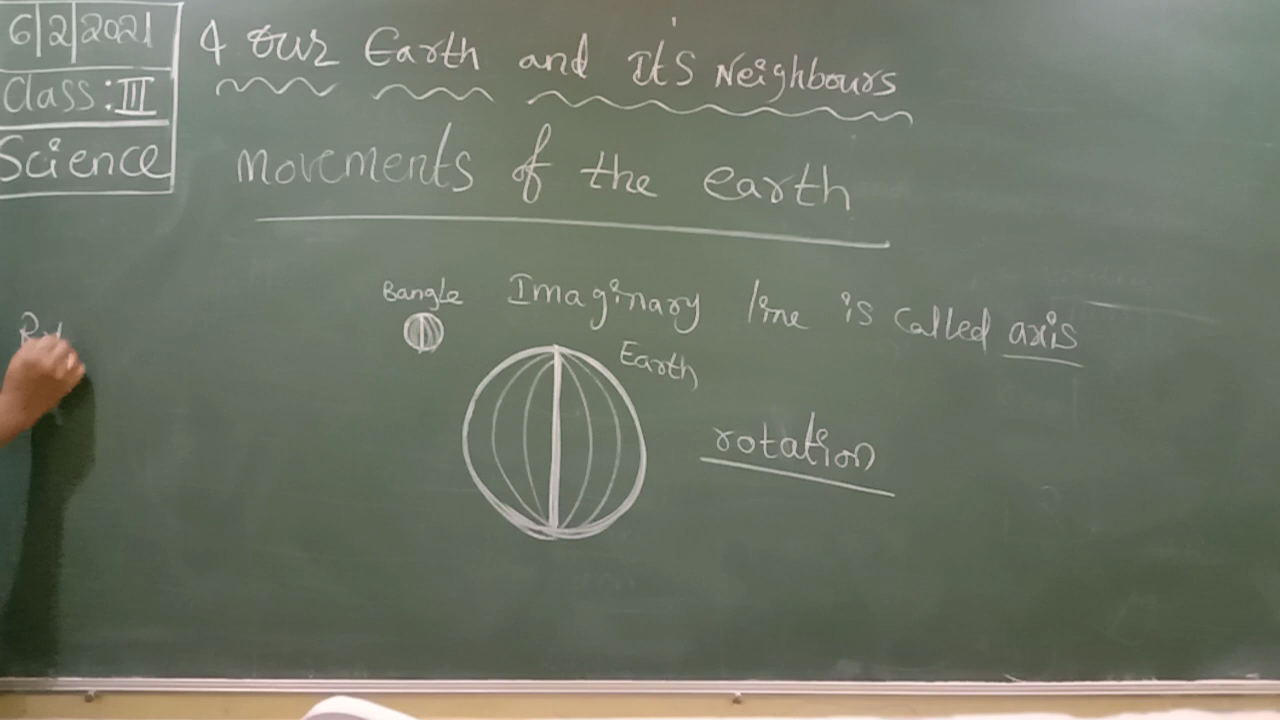 6|2|2021
Class : III
Science
4 Our Earth and It's Neighbours
Movements of the earth
Bangle
Imaginary line is called axis
Earth
rotation